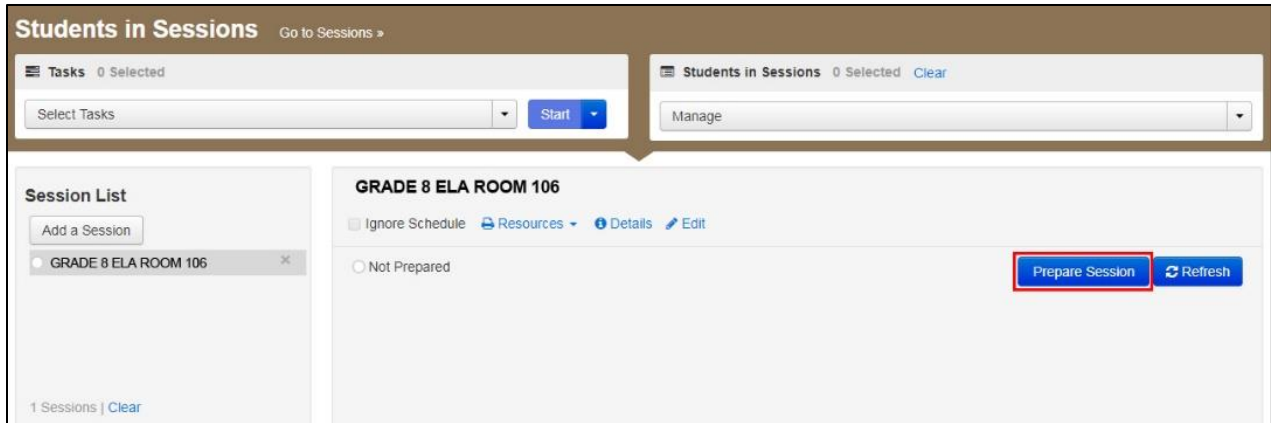 Students in Sessions Go to Sessions »
Tasks 0 Selected
Select Tasks
Start
Students in Sessions 0 Selected Clear
Manage
Session List
Add a Session
GRADE 8 ELA ROOM 106 ×
1 Sessions | Clear
GRADE 8 ELA ROOM 106
Ignore Schedule Resources Details Edit
Not Prepared
Prepare Session Refresh